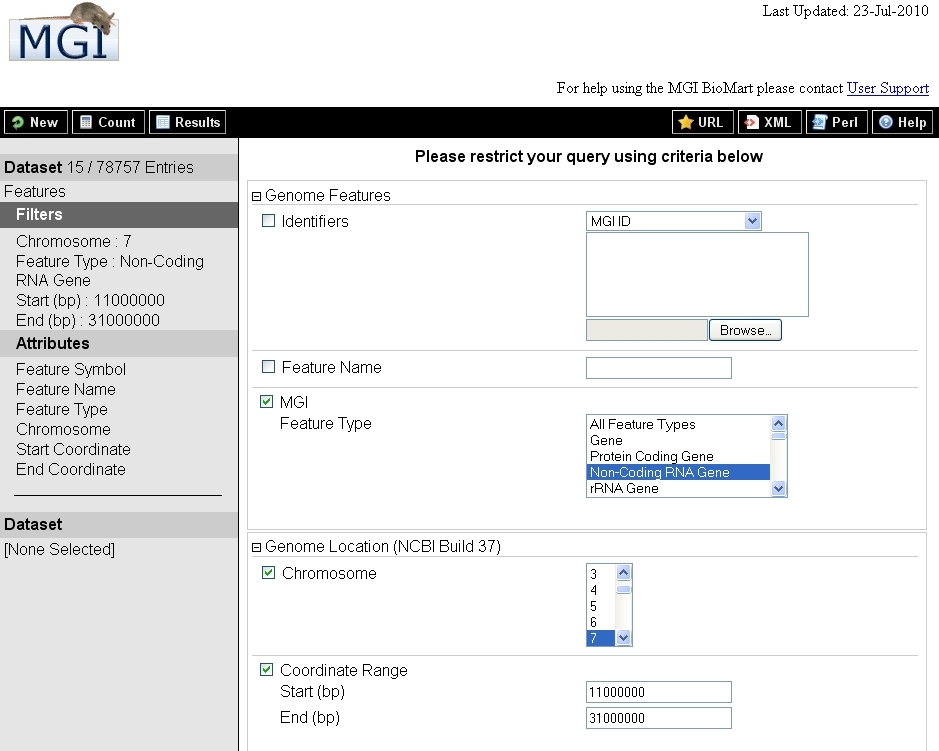 Last Updated: 23-Jul-2010
MGI
For help using the MGI BioMart please contact User Support
New Count Results URL XML Perl Help
Dataset 15 / 78757 Entries
Features
Filters
Chromosome : 7
Feature Type : Non-Coding
RNA Gene
Start (bp) : 11000000
End (bp) : 31000000
Attributes
Feature Symbol
Feature Name
Feature Type
Chromosome
Start Coordinate
End Coordinate
Dataset
[None Selected]
Please restrict your query using criteria below
Genome Features
Identifiers
MGI ID
Browse...
Feature Name
MGI
Feature Type
All Feature Types
Gene
Protein Coding Gene
Non-Coding RNA Gene
rRNA Gene
Genome Location (NCBI Build 37)
Chromosome
3
4
5
6
7
Coordinate Range
Start (bp) 11000000
End (bp) 31000000